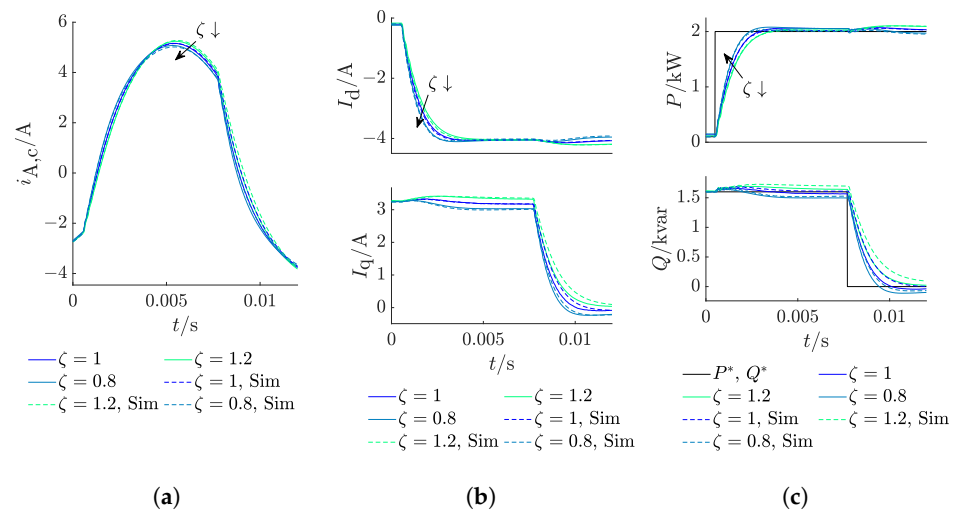 6
4
2
0
−2
−4
i_A,c/A
ζ ↓
0
0.005
0.01
t/s
ζ = 1
ζ = 1.2
ζ = 0.8
ζ = 1, Sim
ζ = 1.2, Sim
ζ = 0.8, Sim
(a)
0
−2
−4
I_d/A
ζ ↓
3
2
1
0
I_q/A
0
0.005
0.01
t/s
ζ = 1
ζ = 1.2
ζ = 0.8
ζ = 1, Sim
ζ = 1.2, Sim
ζ = 0.8, Sim
(b)
2
1
0
P/kW
ζ ↓
1.5
1
0.5
0
Q/kvar
0
0.005
0.01
t/s
P*, Q*
ζ = 1
ζ = 1.2
ζ = 0.8
ζ = 1, Sim
ζ = 1.2, Sim
ζ = 0.8, Sim
(c)